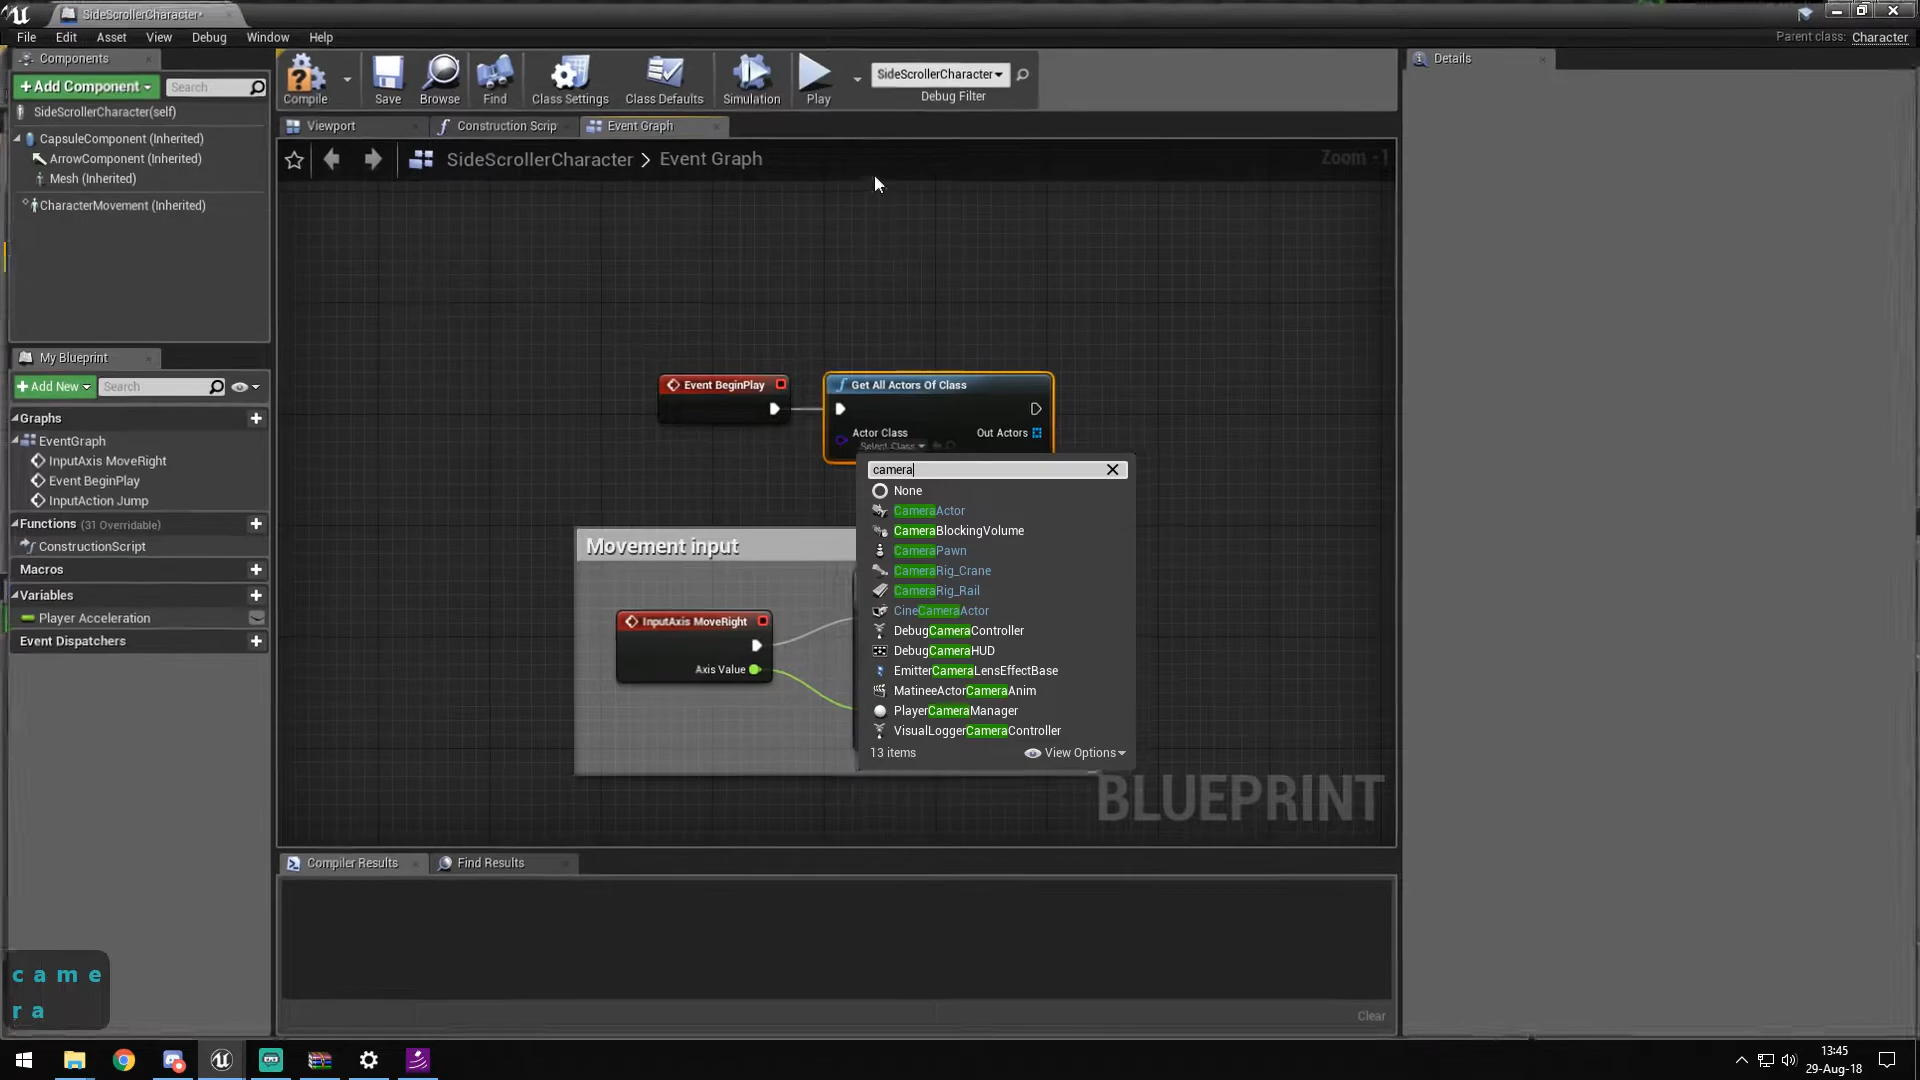 SideScrollerCharacter*
File Edit Asset View Debug Window Help
Parent class: Character
Components
+Add Component
Search
SideScrollerCharacter(self)
CapsuleComponent (Inherited)
ArrowComponent (Inherited)
Mesh (Inherited)
CharacterMovement (Inherited)
Compile
Save
Browse
Find
Class Settings
Class Defaults
Simulation
Play
SideScrollerCharacter
Debug Filter
Details
Viewport
Construction Scrip
Event Graph
SideScrollerCharacter > Event Graph
Zoom -1
Event BeginPlay
Get All Actors Of Class
Actor Class
Select Class
Out Actors
camera
None
CameraActor
CameraBlockingVolume
CameraPawn
CameraRig_Crane
CameraRig_Rail
CineCameraActor
DebugCameraController
DebugCameraHUD
EmitterCameraLensEffectBase
MatineeActorCameraAnim
PlayerCameraManager
VisualLoggerCameraController
13 items
View Options
Movement input
InputAxis MoveRight
Axis Value
BLUEPRINT
My Blueprint
+Add New
Search
Graphs
EventGraph
InputAxis MoveRight
Event BeginPlay
InputAction Jump
Functions (31 Overridable)
ConstructionScript
Macros
Variables
Player Acceleration
Event Dispatchers
Compiler Results
Find Results
Clear
c a m e
r a
13:45
29-Aug-18